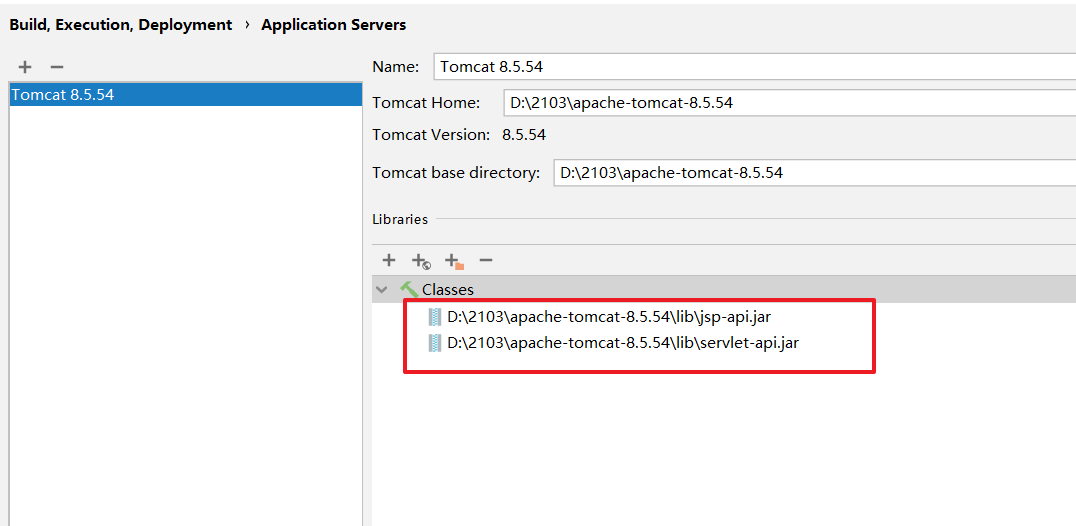 Build, Execution, Deployment › Application Servers
Name: Tomcat 8.5.54
Tomcat 8.5.54
Tomcat Home: D:\2103\apache-tomcat-8.5.54
Tomcat Version: 8.5.54
Tomcat base directory: D:\2103\apache-tomcat-8.5.54
Libraries
Classes
D:\2103\apache-tomcat-8.5.54\lib\jsp-api.jar
D:\2103\apache-tomcat-8.5.54\lib\servlet-api.jar